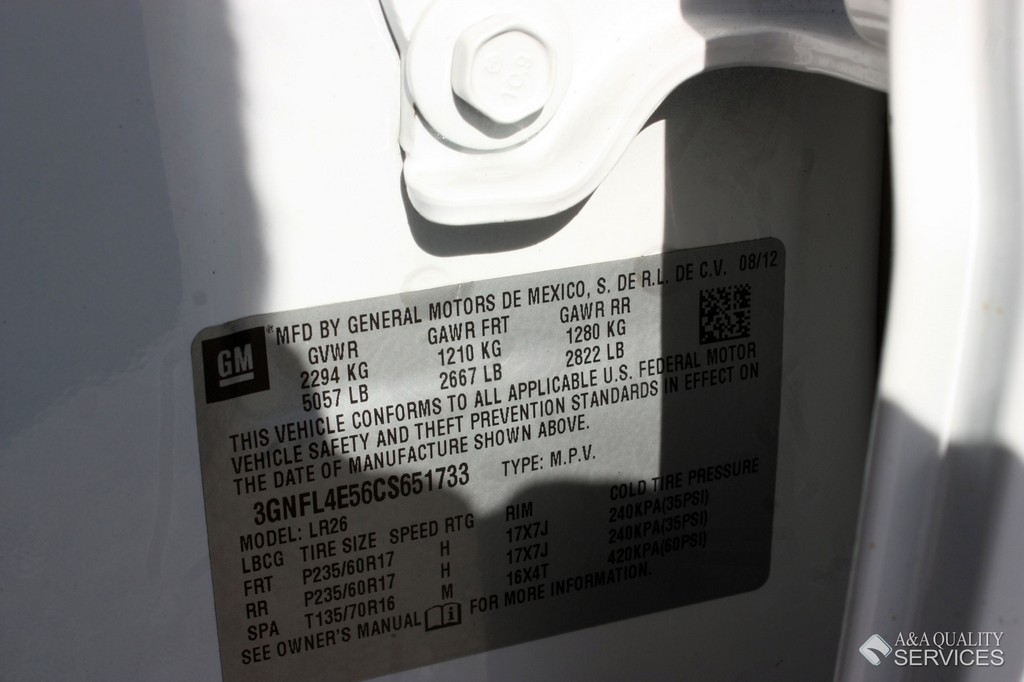 MFD BY GENERAL MOTORS DE MEXICO, S. DE R.L. DE C.V. 08/12
GM
GVWR GAWR FRT GAWR RR
2294 KG 1210 KG 1280 KG
5057 LB 2667 LB 2822 LB
THIS VEHICLE CONFORMS TO ALL APPLICABLE U.S. FEDERAL MOTOR
VEHICLE SAFETY AND THEFT PREVENTION STANDARDS IN EFFECT ON
THE DATE OF MANUFACTURE SHOWN ABOVE.
3GNFL4E56CS651733 TYPE: M.P.V.
MODEL: LR26
LBCG TIRE SIZE SPEED RTG RIM COLD TIRE PRESSURE
FRT P235/60R17 H 17X7J 240KPA(35PSI)
RR P235/60R17 H 17X7J 240KPA(35PSI)
SPA T135/70R16 M 16X4T 420KPA(60PSI)
SEE OWNER'S MANUAL i FOR MORE INFORMATION.
A&A QUALITY
SERVICES